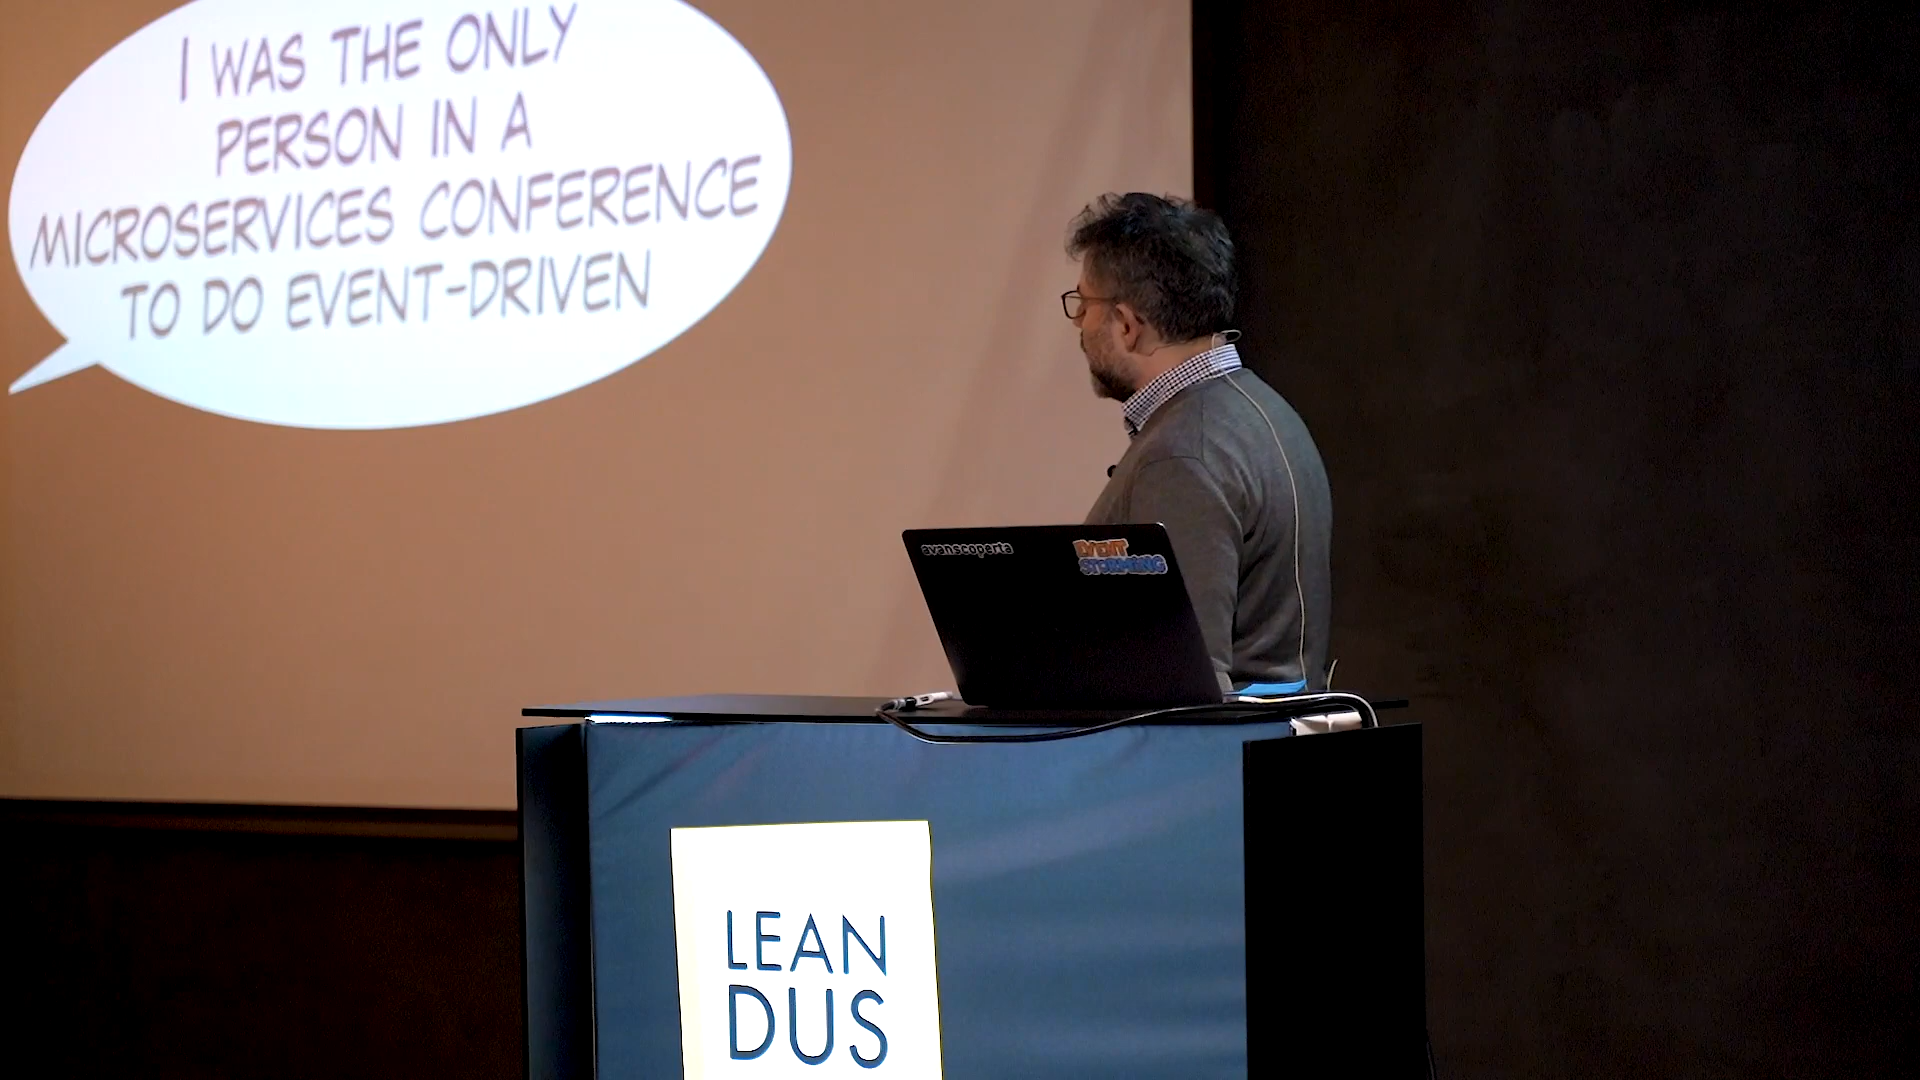 I WAS THE ONLY
PERSON IN A
MICROSERVICES CONFERENCE
TO DO EVENT-DRIVEN
avanscoperta
EVENT
STORMING
LEAN
DUS